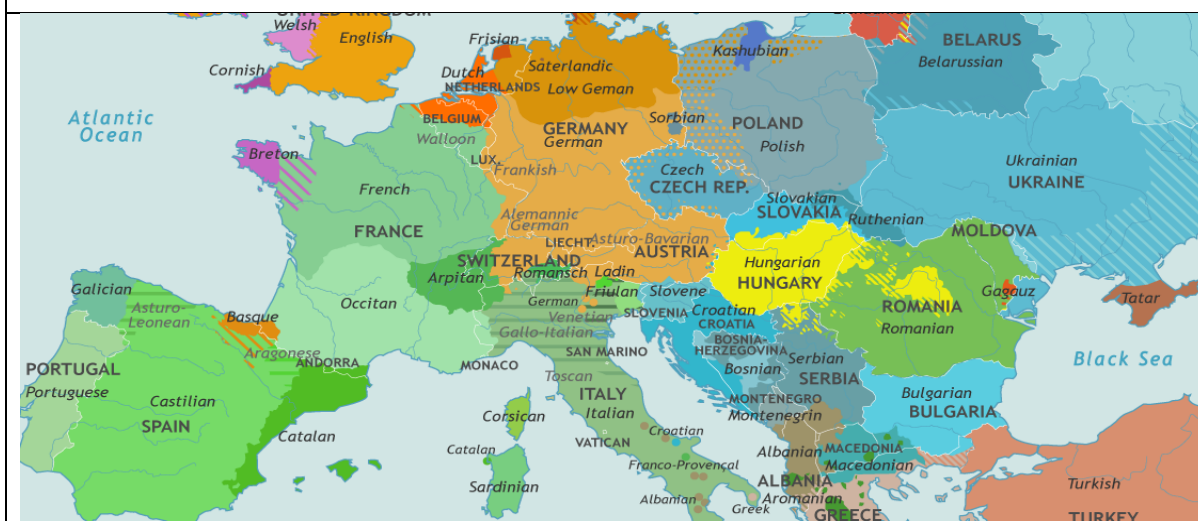 UNITED KINGDOM
Welsh
English
Cornish
Frisian
Dutch
NETHERLANDS
Saterlandic
Low Geman
Kashubian
BELARUS
Belarussian
Atlantic
Ocean
BELGIUM
Walloon
GERMANY
German
Sorbian
POLAND
Polish
Breton
LUX.
Frankish
Czech
CZECH REP.
Ukrainian
UKRAINE
French
FRANCE
Slovakian
SLOVAKIA
Ruthenian
Alemannic
German
LIECHT.
Asturo-Bavarian
AUSTRIA
MOLDOVA
SWITZERLAND
Arpitan
Romansch
Ladin
Hungarian
HUNGARY
Galician
Asturo-
Leonean
Basque
Occitan
German
Friulan
Venetian
Gallo-Italian
Slovene
SLOVENIA
Croatian
CROATIA
ROMANIA
Romanian
Gagauz
Tatar
Aragonese
ANDORRA
MONACO
SAN MARINO
BOSNIA-
HERZEGOVINA
Bosnian
Serbian
SERBIA
Black Sea
PORTUGAL
Portuguese
Castilian
SPAIN
Catalan
Toscan
ITALY
Italian
Corsican
VATICAN
MONTENEGRO
Montenegrin
Bulgarian
BULGARIA
Catalan
Sardinian
Croatian
Franco-Provençal
Albanian
Greek
Albanian
ALBANIA
Aromanian
MACEDONIA
Macedonian
GREECE
Turkish
TURKEY